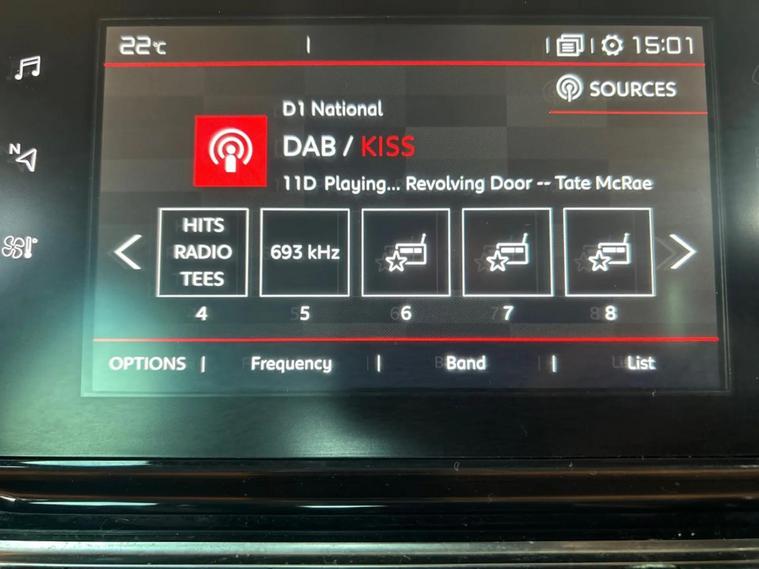 22°C
15:01
SOURCES
D1 National
DAB / KISS
11D Playing... Revolving Door -- Tate McRae
HITS
RADIO
TEES
693 kHz
4
5
6
7
8
OPTIONS
Frequency
Band
List
N